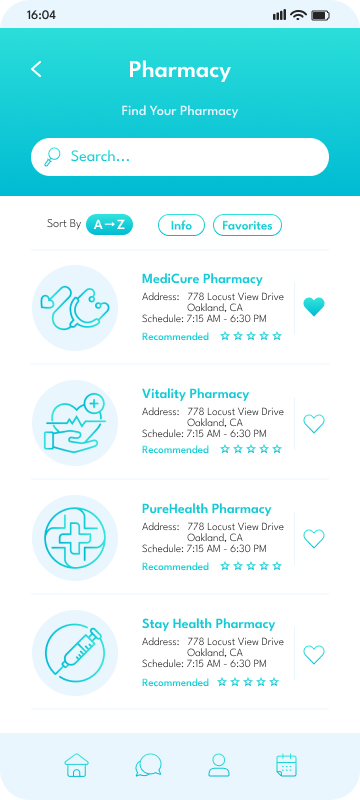 16:04
Pharmacy
Find Your Pharmacy
Search...
Sort By A→Z Info Favorites
MediCure Pharmacy
Address: 778 Locust View Drive
Oakland, CA
Schedule: 7:15 AM - 6:30 PM
Recommended
Vitality Pharmacy
Address: 778 Locust View Drive
Oakland, CA
Schedule: 7:15 AM - 6:30 PM
Recommended
PureHealth Pharmacy
Address: 778 Locust View Drive
Oakland, CA
Schedule: 7:15 AM - 6:30 PM
Recommended
Stay Health Pharmacy
Address: 778 Locust View Drive
Oakland, CA
Schedule: 7:15 AM - 6:30 PM
Recommended